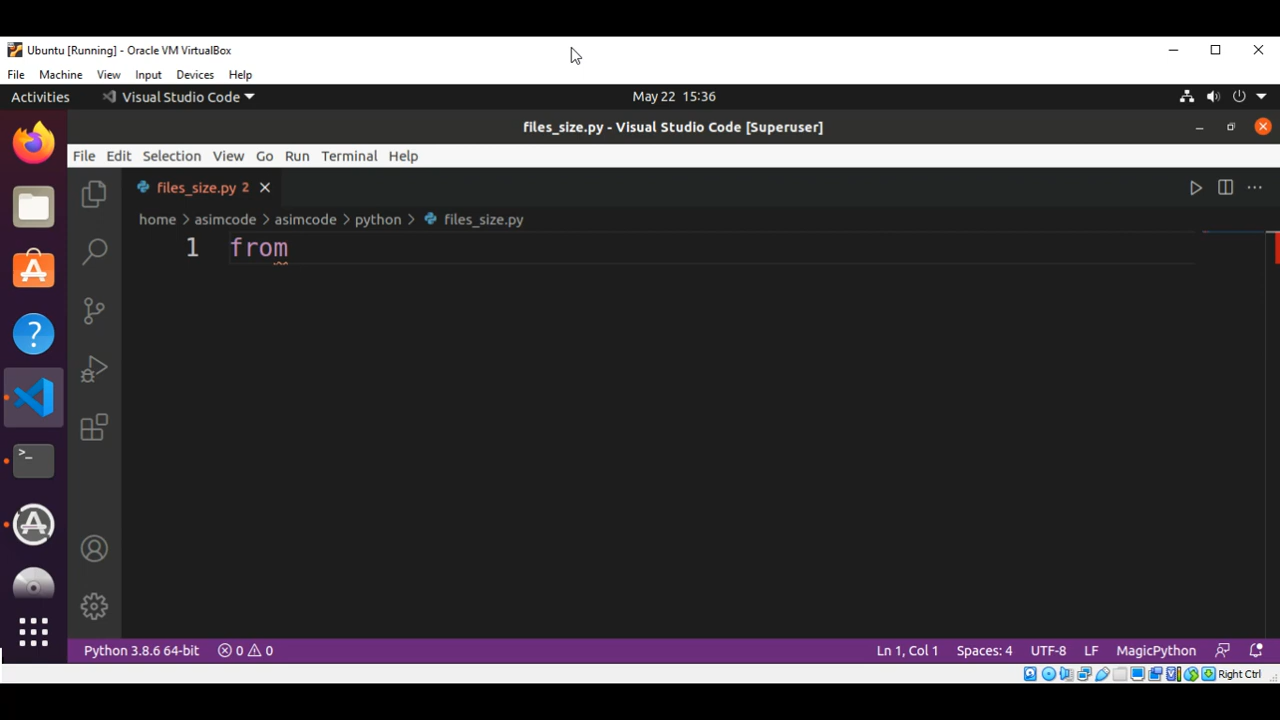 Ubuntu [Running] - Oracle VM VirtualBox
File Machine View Input Devices Help
Activities Visual Studio Code May 22 15:36
files_size.py - Visual Studio Code [Superuser]
File Edit Selection View Go Run Terminal Help
files_size.py 2
home > asimcode > asimcode > python > files_size.py
1 from
Python 3.8.6 64-bit 0 0 Ln 1, Col 1 Spaces: 4 UTF-8 LF MagicPython
Right Ctrl